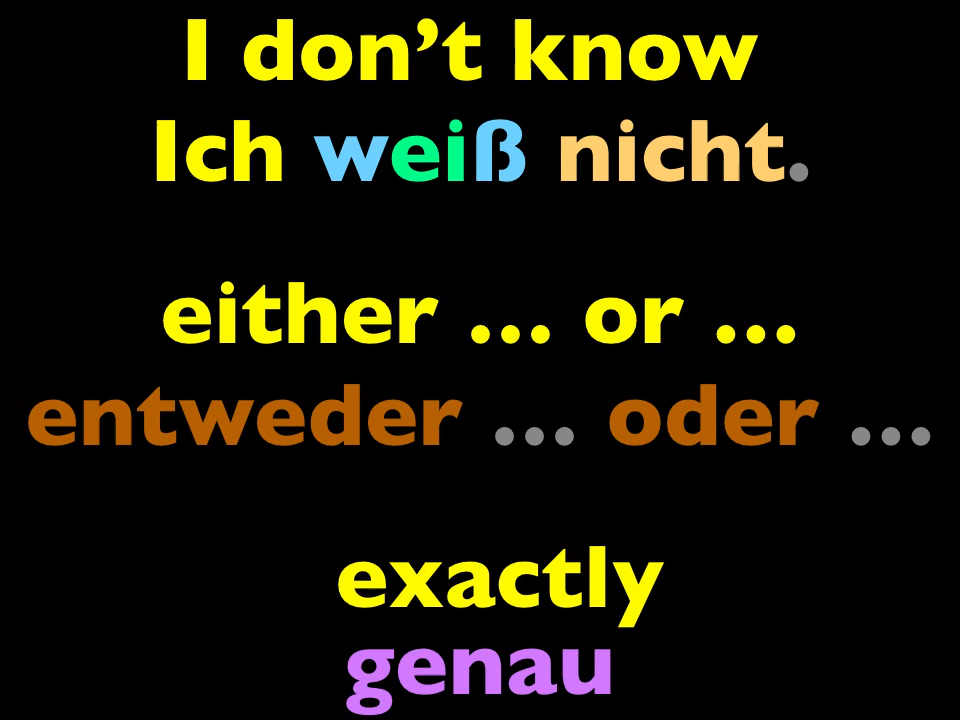 I don’t know
Ich weiß nicht.
either … or …
entweder … oder …
exactly
genau